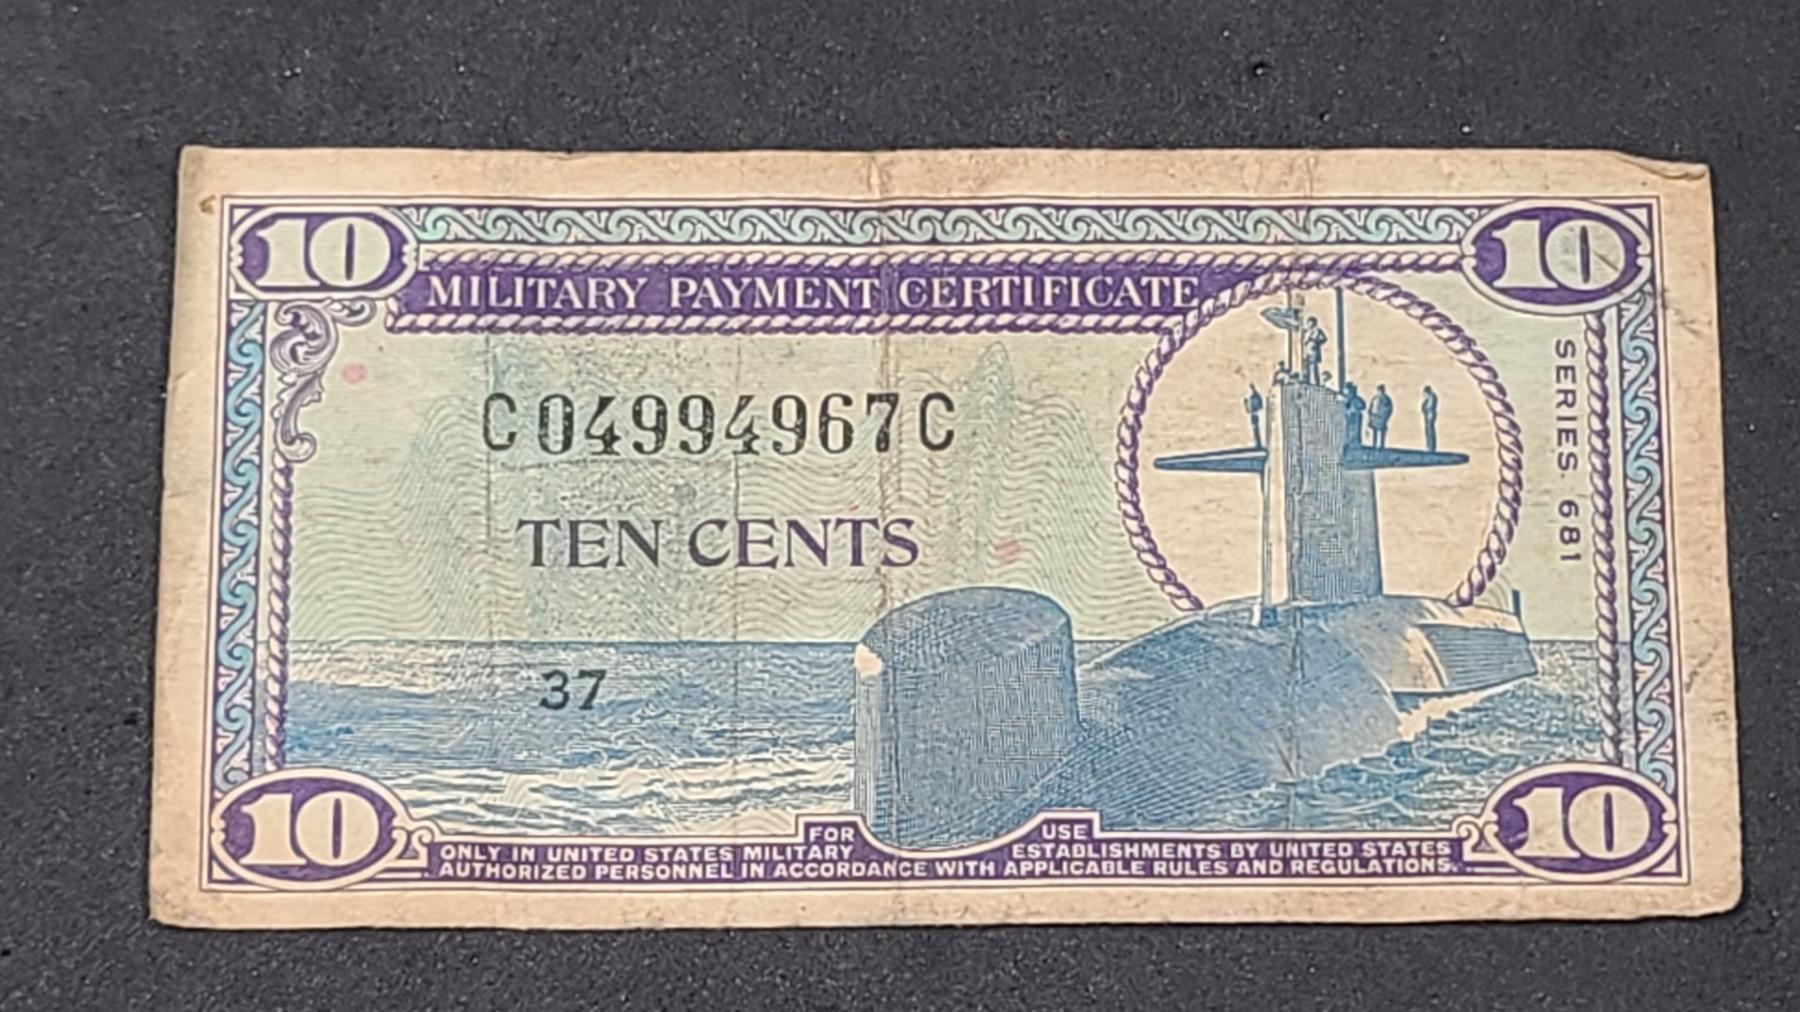 10 10
MILITARY PAYMENT CERTIFICATE
SERIES 681
C04994967C
TEN CENTS
37
10 10
FOR USE
ONLY IN UNITED STATES MILITARY ESTABLISHMENTS BY UNITED STATES
AUTHORIZED PERSONNEL IN ACCORDANCE WITH APPLICABLE RULES AND REGULATIONS.